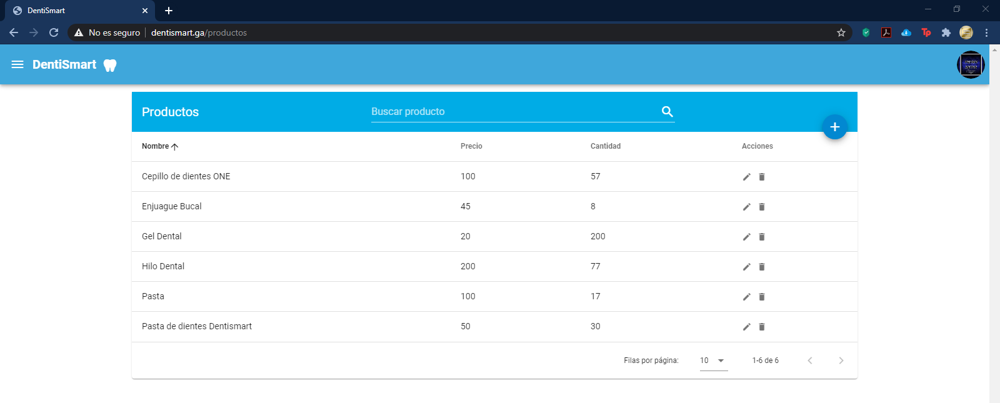 DentiSmart
No es seguro dentismart.ga/productos
Tp
DentiSmart
Productos Buscar producto
+
Nombre Precio Cantidad Acciones
Cepillo de dientes ONE 100 57
Enjuague Bucal 45 8
Gel Dental 20 200
Hilo Dental 200 77
Pasta 100 17
Pasta de dientes Dentismart 50 30
Filas por página: 10 1-6 de 6